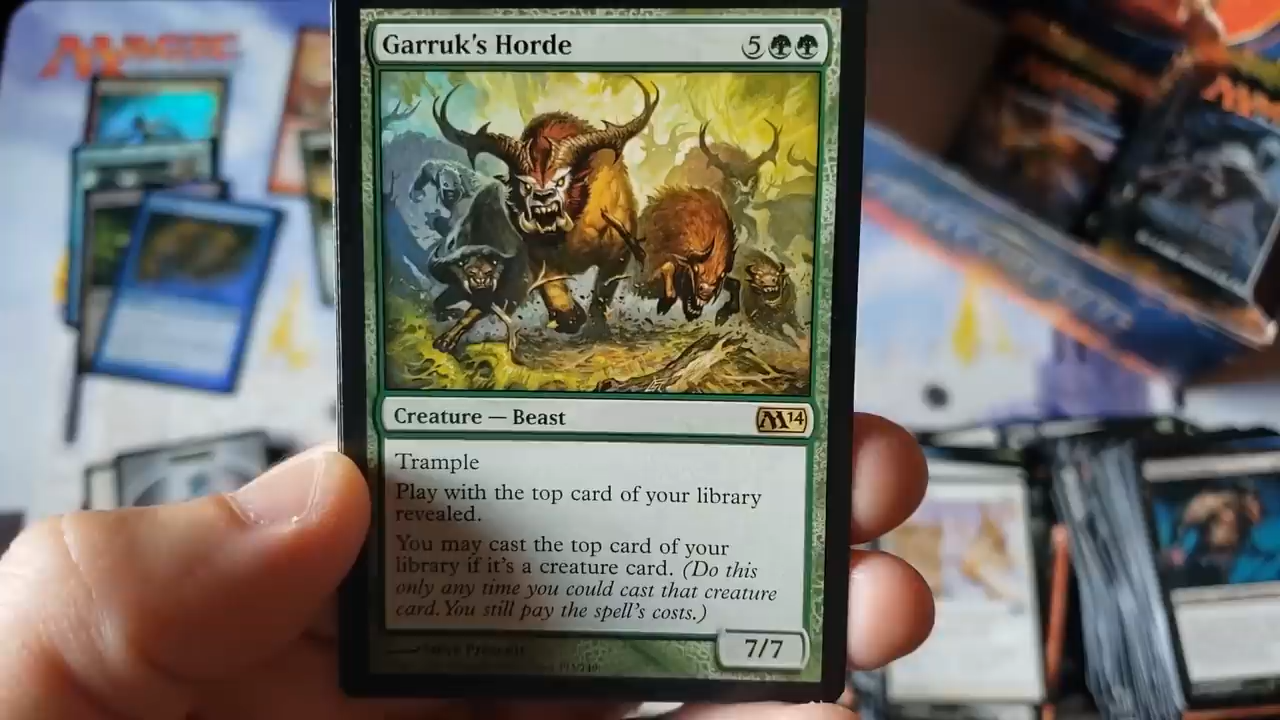 MAGIC
Garruk's Horde
5
Creature — Beast
M14
Trample
Play with the top card of your library
revealed.
You may cast the top card of your
library if it's a creature card. (Do this
only any time you could cast that creature
card. You still pay the spell's costs.)
7/7